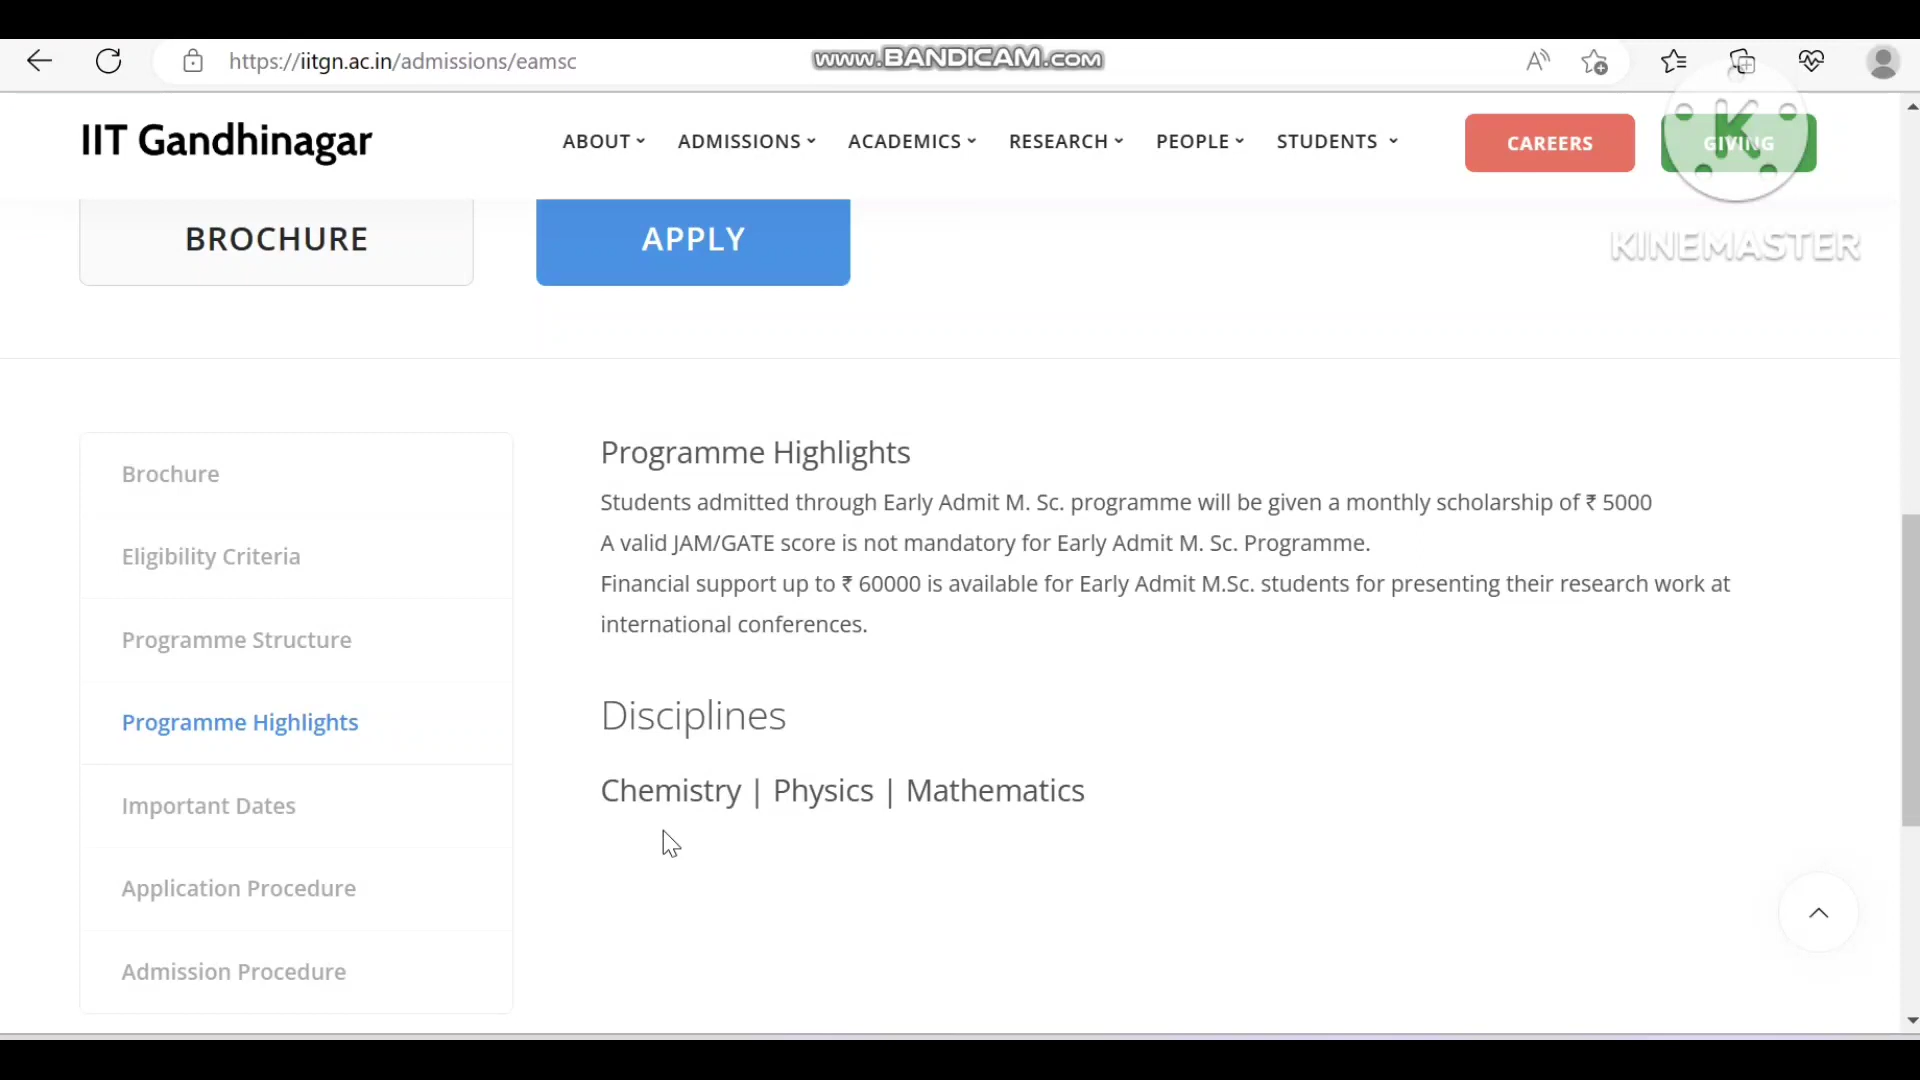 https://iitgn.ac.in/admissions/eamsc
www.BANDICAM.com
IIT Gandhinagar
ABOUT
ADMISSIONS
ACADEMICS
RESEARCH
PEOPLE
STUDENTS
CAREERS
GIVING
K
KINEMASTER
BROCHURE
APPLY
Brochure
Eligibility Criteria
Programme Structure
Programme Highlights
Important Dates
Application Procedure
Admission Procedure
Programme Highlights
Students admitted through Early Admit M. Sc. programme will be given a monthly scholarship of ₹ 5000
A valid JAM/GATE score is not mandatory for Early Admit M. Sc. Programme.
Financial support up to ₹ 60000 is available for Early Admit M.Sc. students for presenting their research work at
international conferences.
Disciplines
Chemistry | Physics | Mathematics